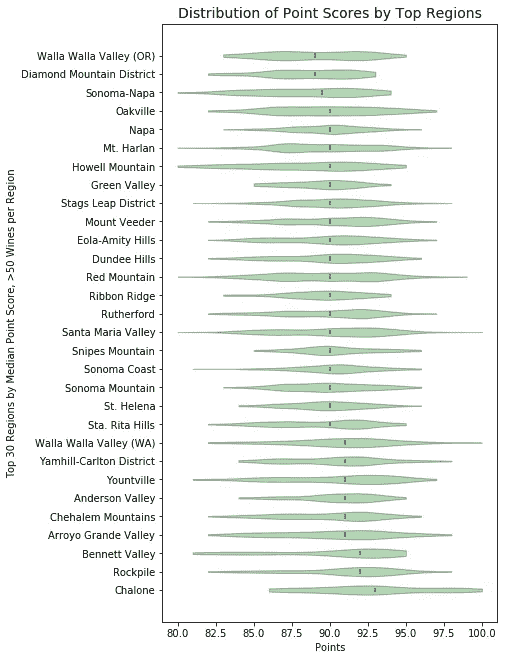 Distribution of Point Scores by Top Regions
Top 30 Regions by Median Point Score, >50 Wines per Region
Walla Walla Valley (OR)
Diamond Mountain District
Sonoma-Napa
Oakville
Napa
Mt. Harlan
Howell Mountain
Green Valley
Stags Leap District
Mount Veeder
Eola-Amity Hills
Dundee Hills
Red Mountain
Ribbon Ridge
Rutherford
Santa Maria Valley
Snipes Mountain
Sonoma Coast
Sonoma Mountain
St. Helena
Sta. Rita Hills
Walla Walla Valley (WA)
Yamhill-Carlton District
Yountville
Anderson Valley
Chehalem Mountains
Arroyo Grande Valley
Bennett Valley
Rockpile
Chalone
80.0 82.5 85.0 87.5 90.0 92.5 95.0 97.5 100.0
Points